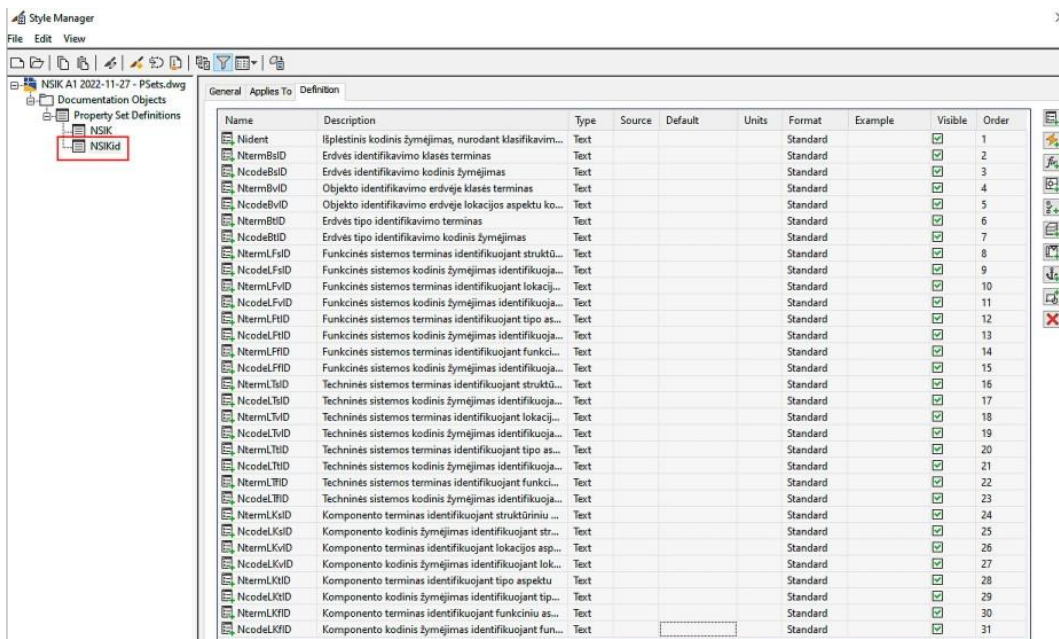 Style Manager
File Edit View
NSIK A1 2022-11-27 - PSets.dwg
Documentation Objects
Property Set Definitions
NSIK
NSIKid
General Applies To Definition
Name Description Type Source Default Units Format Example Visible Order
Nident Išplėstinis kodinis žymėjimas, nurodant klasifikavim... Text Standard 1
NtermBsID Erdvės identifikavimo klasės terminas Text Standard 2
NcodeBsID Erdvės identifikavimo kodinis žymėjimas Text Standard 3
NtermBvID Objekto identifikavimo erdvėje klasės terminas Text Standard 4
NcodeBvID Objekto identifikavimo erdvėje lokacijos aspektu ko... Text Standard 5
NtermBtID Erdvės tipo identifikavimo terminas Text Standard 6
NcodeBtID Erdvės tipo identifikavimo kodinis žymėjimas Text Standard 7
NtermLFsID Funkcinės sistemos terminas identifikuojant struktū... Text Standard 8
NcodeLFsID Funkcinės sistemos kodinis žymėjimas identifikuoja... Text Standard 9
NtermLFvID Funkcinės sistemos terminas identifikuojant lokacij... Text Standard 10
NcodeLFvID Funkcinės sistemos kodinis žymėjimas identifikuoja... Text Standard 11
NtermLFtID Funkcinės sistemos terminas identifikuojant tipo as... Text Standard 12
NcodeLFtID Funkcinės sistemos kodinis žymėjimas identifikuoja... Text Standard 13
NtermLFfID Funkcinės sistemos terminas identifikuojant funkci... Text Standard 14
NcodeLFfID Funkcinės sistemos kodinis žymėjimas identifikuoja... Text Standard 15
NtermLTsID Techninės sistemos terminas identifikuojant struktū... Text Standard 16
NcodeLTsID Techninės sistemos kodinis žymėjimas identifikuoja... Text Standard 17
NtermLTvID Techninės sistemos terminas identifikuojant lokacij... Text Standard 18
NcodeLTvID Techninės sistemos kodinis žymėjimas identifikuoja... Text Standard 19
NtermLTtID Techninės sistemos terminas identifikuojant tipo as... Text Standard 20
NcodeLTtID Techninės sistemos kodinis žymėjimas identifikuoja... Text Standard 21
NtermLTfID Techninės sistemos terminas identifikuojant funkci... Text Standard 22
NcodeLTfID Techninės sistemos kodinis žymėjimas identifikuoja... Text Standard 23
NtermLKsID Komponento terminas identifikuojant struktūriniu ... Text Standard 24
NcodeLKsID Komponento kodinis žymėjimas identifikuojant str... Text Standard 25
NtermLKvID Komponento terminas identifikuojant lokacijos asp... Text Standard 26
NcodeLKvID Komponento kodinis žymėjimas identifikuojant lok... Text Standard 27
NtermLKtID Komponento terminas identifikuojant tipo aspektu Text Standard 28
NcodeLKtID Komponento kodinis žymėjimas identifikuojant tip... Text Standard 29
NtermLKfID Komponento terminas identifikuojant funkciniu as... Text Standard 30
NcodeLKfID Komponento kodinis žymėjimas identifikuojant fun... Text Standard 31